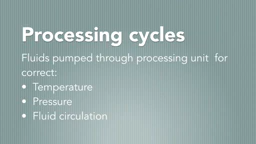 Processing cycles
Fluids pumped through processing unit for
correct:
• Temperature
• Pressure
• Fluid circulation